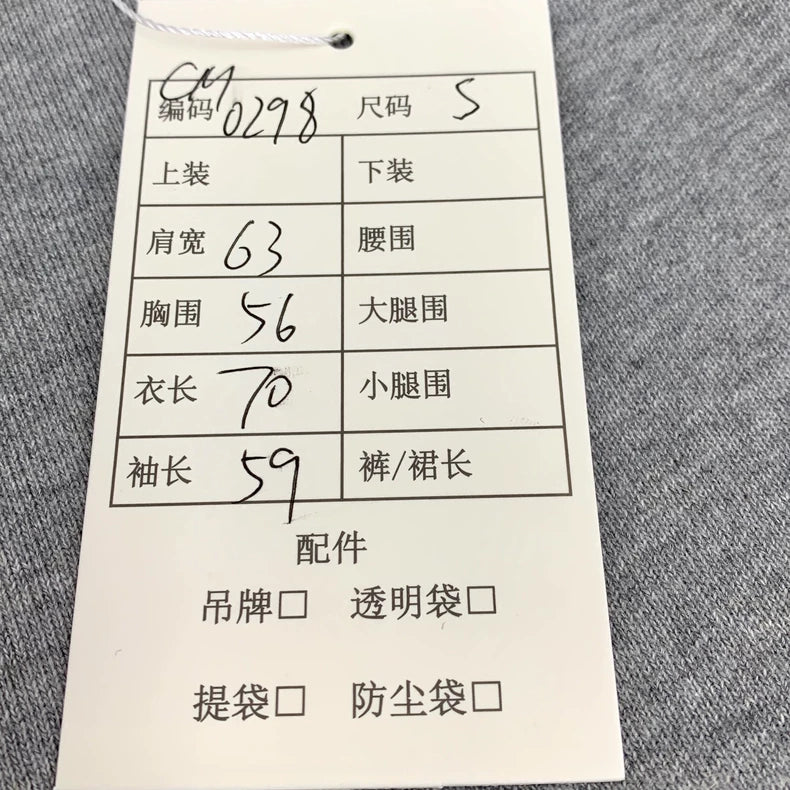 编码 CM 0298 尺码 S
上装 下装
肩宽 63 腰围
胸围 56 大腿围
衣长 70 小腿围
袖长 59 裤/裙长
配件
吊牌□ 透明袋□
提袋□ 防尘袋□